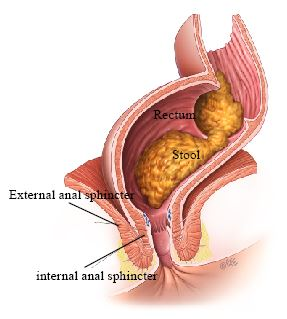 Rectum
Stool
External anal sphincter
internal anal sphincter